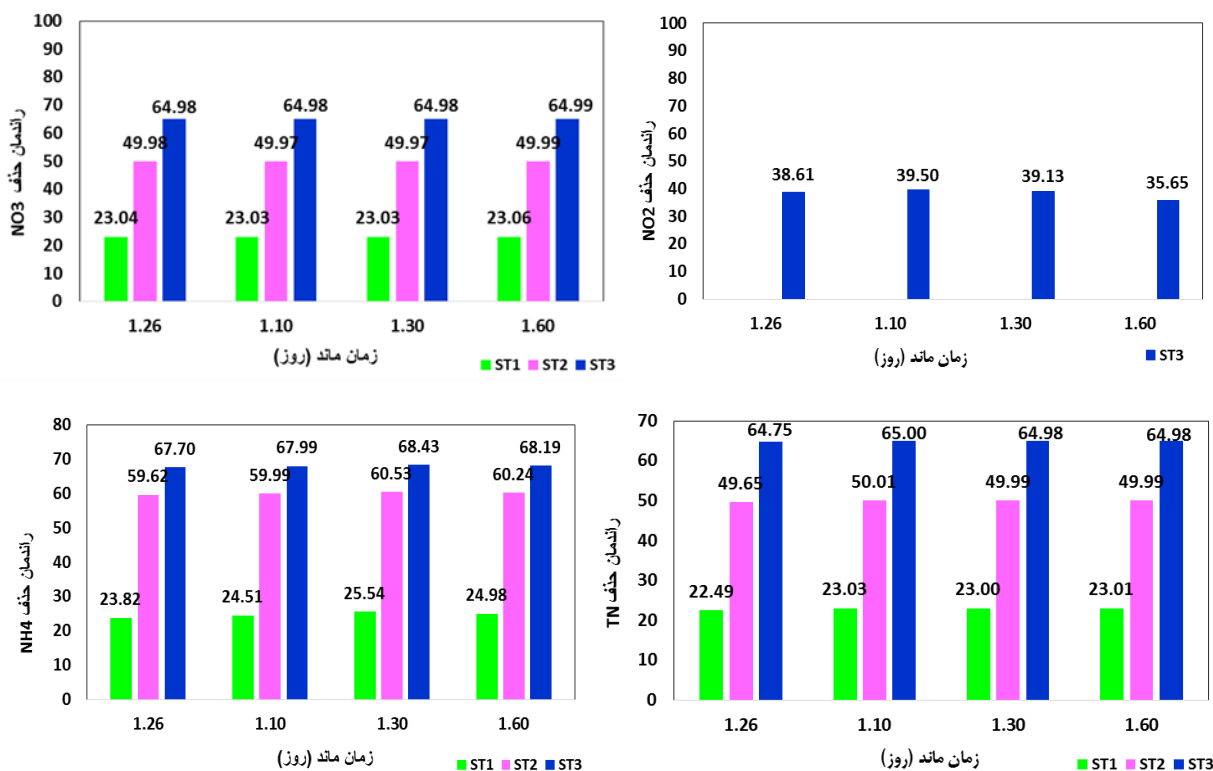 راندمان حذف NO3
100
90
80
70
60
50
40
30
20
10
0
23.04 49.98 64.98
23.03 49.97 64.98
23.03 49.97 64.98
23.06 49.99 64.99
1.26 1.10 1.30 1.60
زمان ماند (روز)
ST1 ST2 ST3
راندمان حذف NO2
100
90
80
70
60
50
40
30
20
10
0
38.61 39.50 39.13 35.65
1.26 1.10 1.30 1.60
زمان ماند (روز)
ST3
راندمان حذف NH4
80
70
60
50
40
30
20
10
0
23.82 59.62 67.70
24.51 59.99 67.99
25.54 60.53 68.43
24.98 60.24 68.19
1.26 1.10 1.30 1.60
زمان ماند (روز)
ST1 ST2 ST3
راندمان حذف TN
70
60
50
40
30
20
10
0
22.49 49.65 64.75
23.03 50.01 65.00
23.00 49.99 64.98
23.01 49.99 64.98
1.26 1.10 1.30 1.60
زمان ماند (روز)
ST1 ST2 ST3